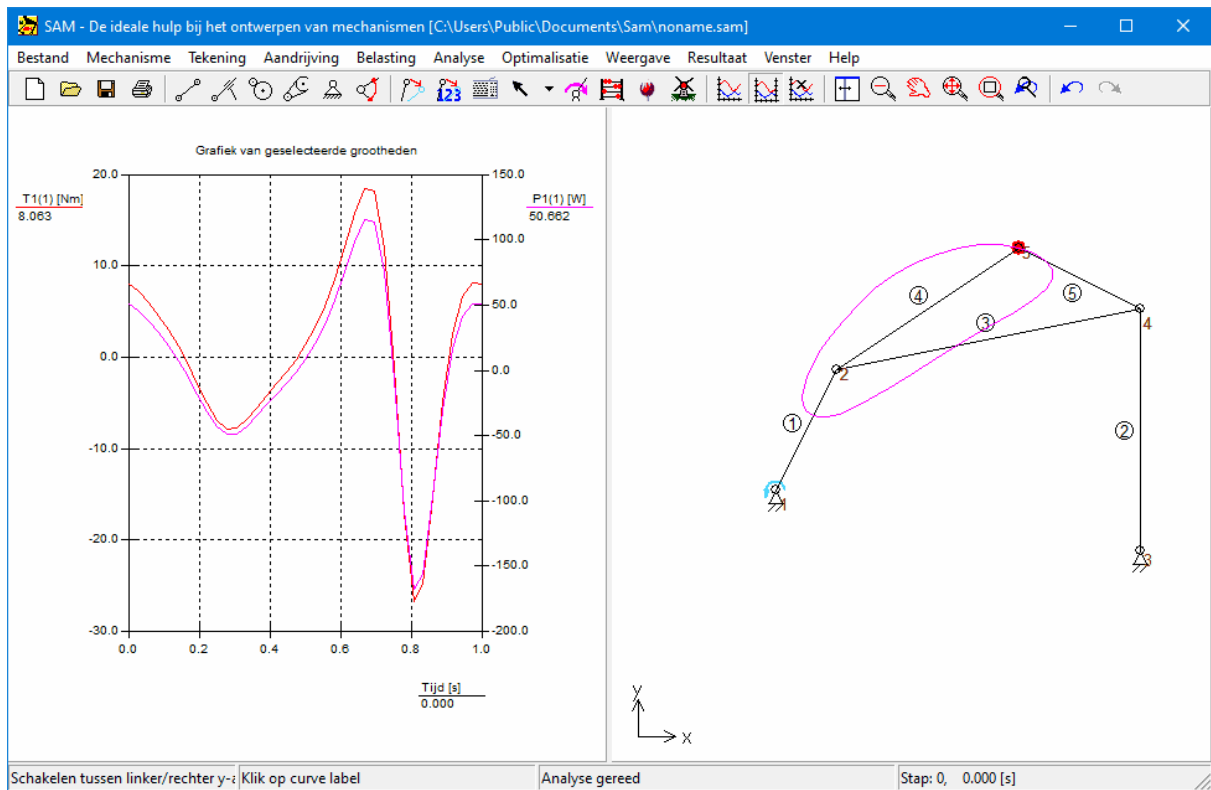 SAM - De ideale hulp bij het ontwerpen van mechanismen [C:\Users\Public\Documents\Sam\noname.sam]
Bestand Mechanisme Tekening Aandrijving Belasting Analyse Optimalisatie Weergave Resultaat Venster Help
123
Grafiek van geselecteerde grootheden
T1(1) [Nm]
8.063
P1(1) [W]
50.662
20.0
10.0
0.0
-10.0
-20.0
-30.0
150.0
100.0
50.0
0.0
-50.0
-100.0
-150.0
-200.0
0.0 0.2 0.4 0.6 0.8 1.0
Tijd [s]
0.000
5
4
5
3
4
2
1
2
1
3
y
x
Schakelen tussen linker/rechter y-a
Klik op curve label
Analyse gereed
Stap: 0, 0.000 [s]